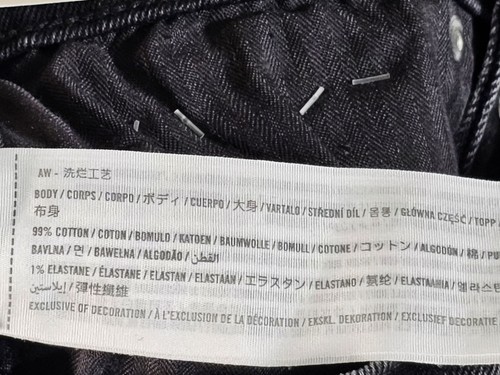 AW - 洗烂工艺
BODY / CORPS / CORPO / ボディ / CUERPO / 大身 / VARTALO / STŘEDNÍ DÍL / 몸통 / GŁÓWNA CZĘŚĆ / TOPP
布身
99% COTTON / COTON / BOMULD / KATOEN / BAUMWOLLE / BOMULL / COTONE / コットン / ALGODÓN / 棉 / PU
BAVLNA / 면 / BAWEŁNA / ALGODÃO / القطن
1% ELASTANE / ÉLASTANE / ELASTAN / ELASTAAN / エラスタン / ELASTANO / 氨纶 / ELASTAANIA / 엘라스탄
إيلاستين / 彈性纖維
EXCLUSIVE OF DECORATION / À L'EXCLUSION DE LA DÉCORATION / EKSKL. DEKORATION / EXCLUSIEF DECORATIE